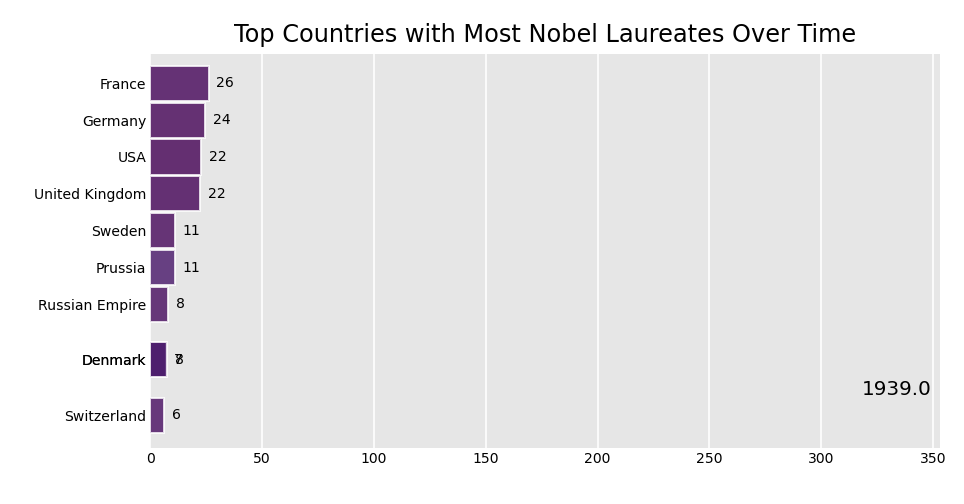 Top Countries with Most Nobel Laureates Over Time
France 26
Germany 24
USA 22
United Kingdom 22
Sweden 11
Prussia 11
Russian Empire 8
Denmark
Switzerland 6
1939.0
0 50 100 150 200 250 300 350